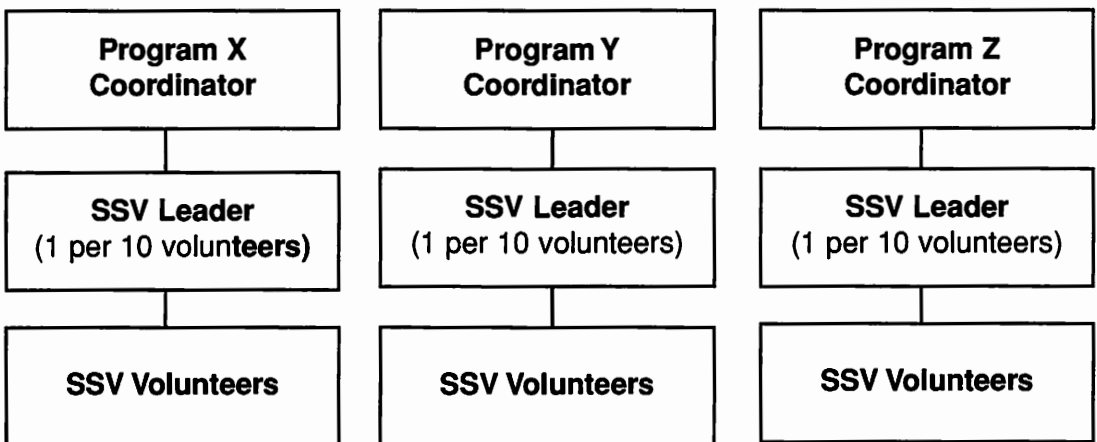 Program X
Coordinator
Program Y
Coordinator
Program Z
Coordinator
SSV Leader
(1 per 10 volunteers)
SSV Leader
(1 per 10 volunteers)
SSV Leader
(1 per 10 volunteers)
SSV Volunteers
SSV Volunteers
SSV Volunteers